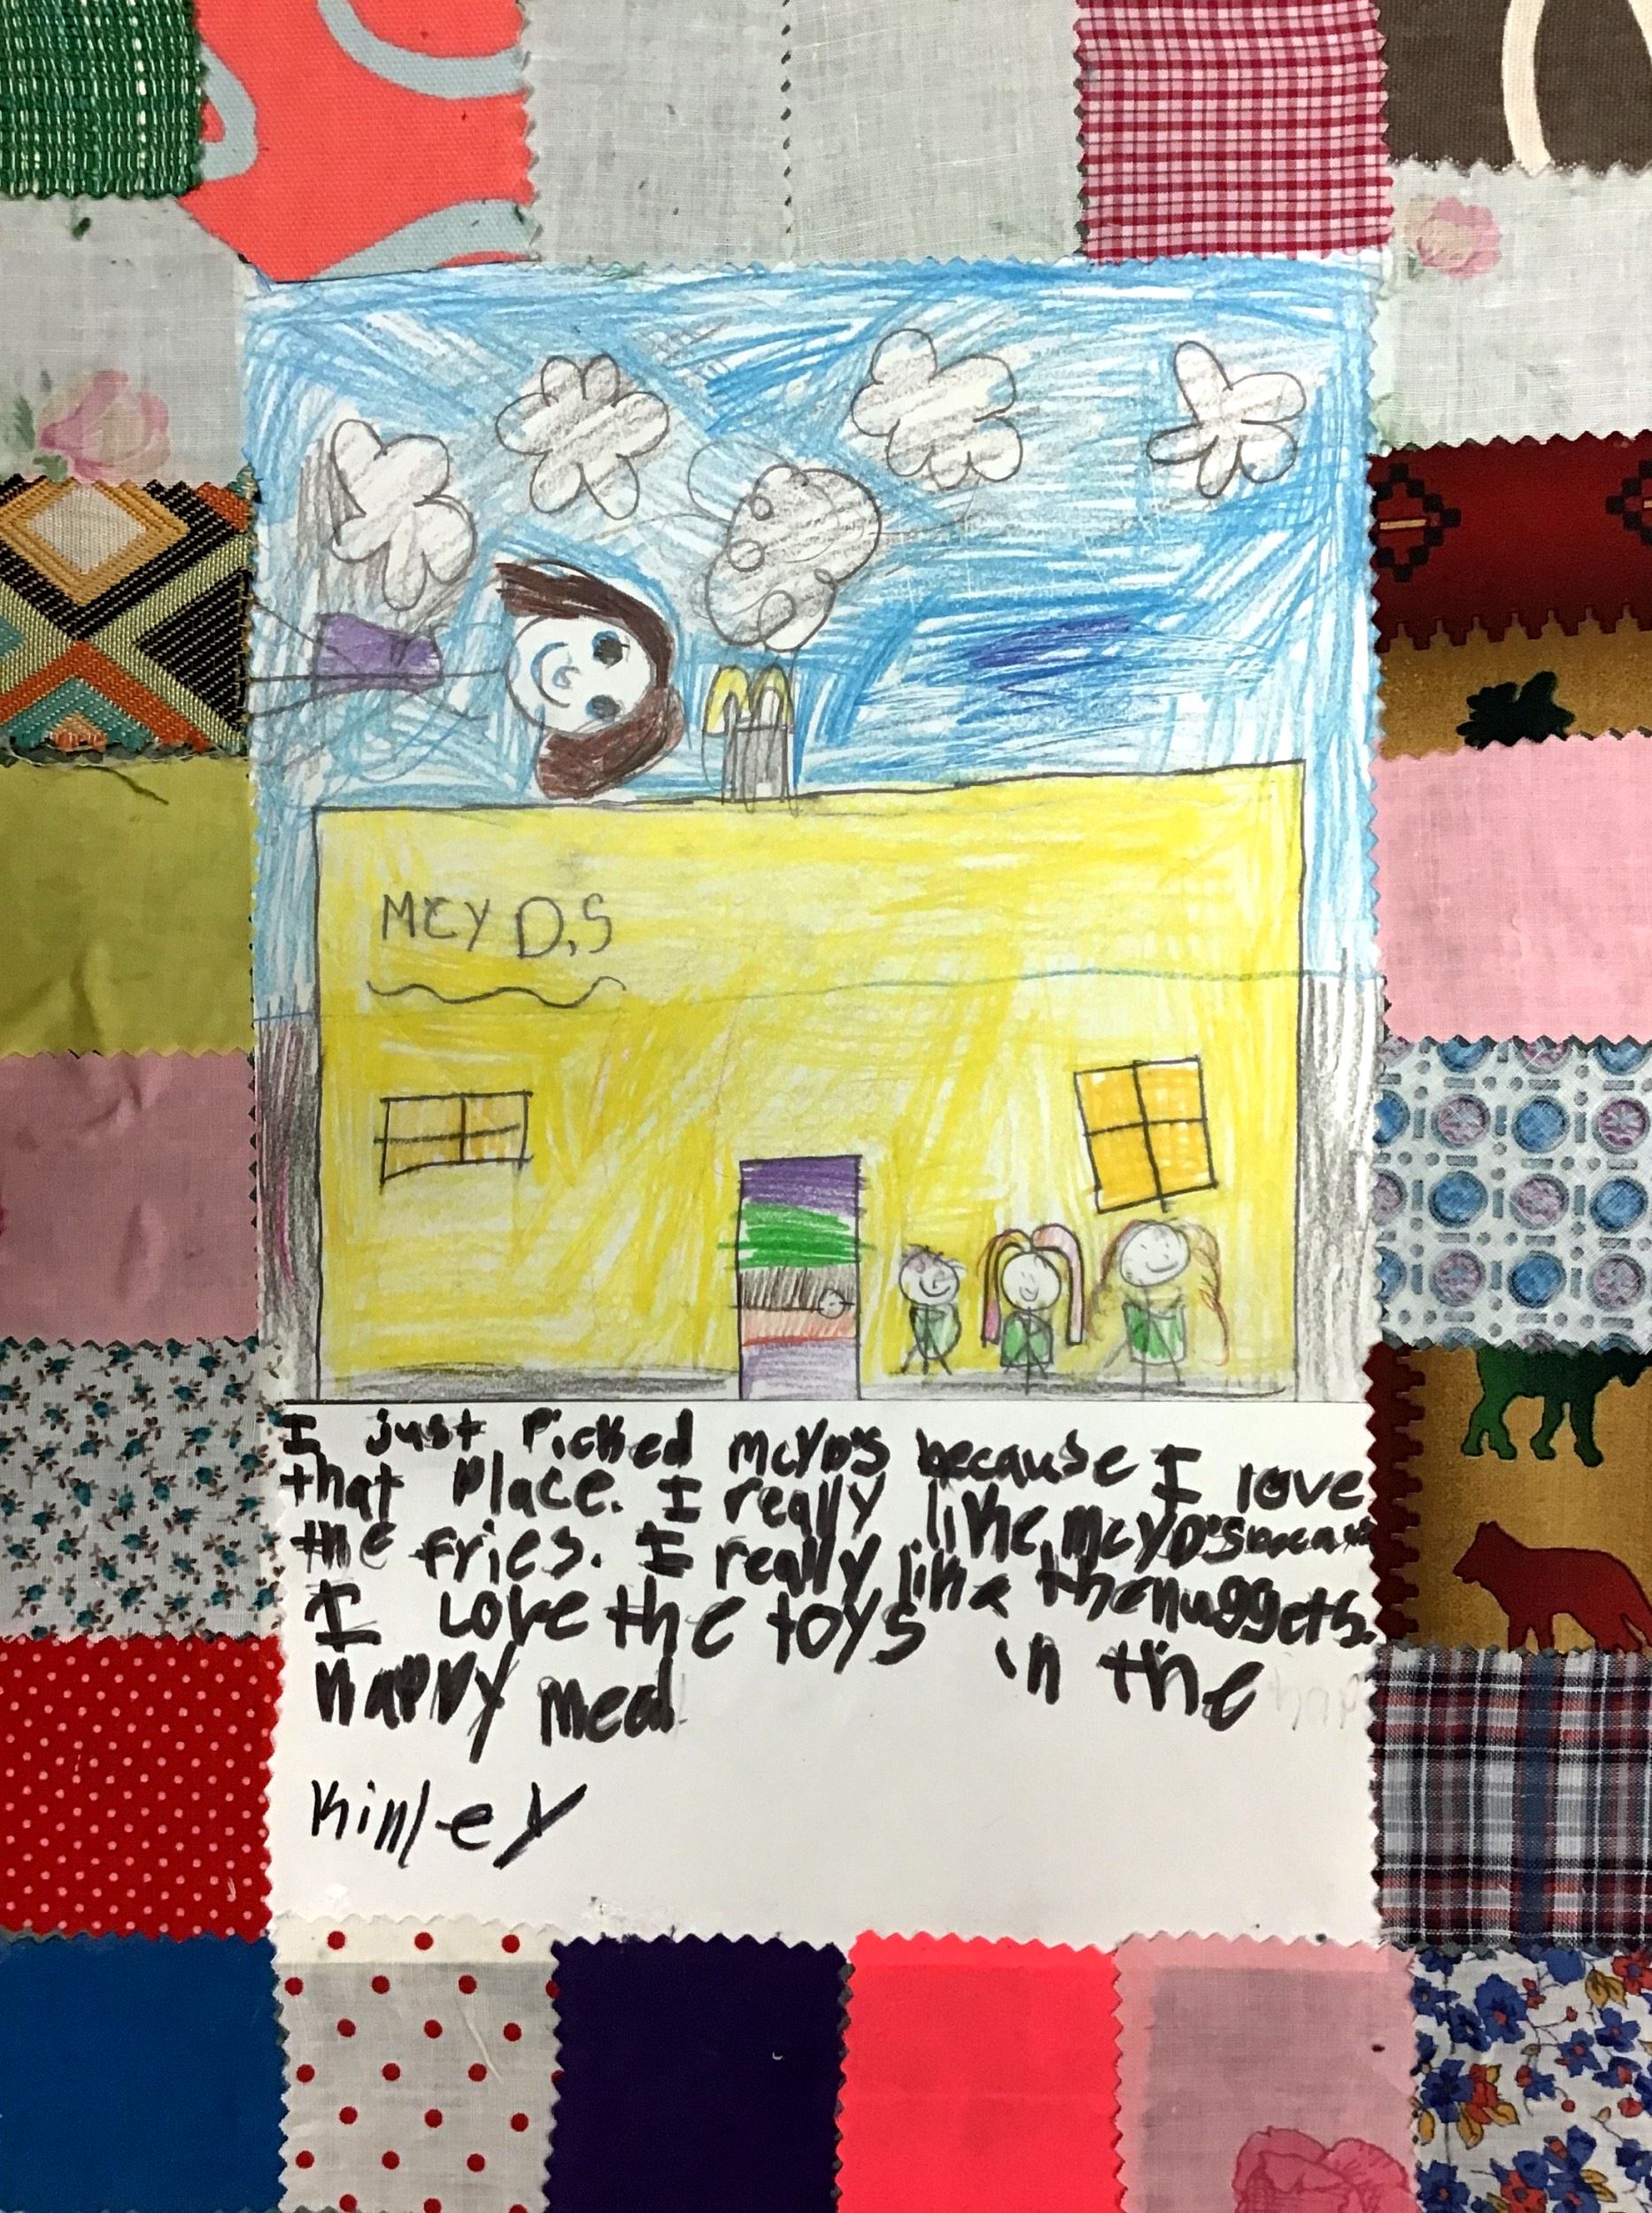 MCY D,S
I just Picked mcYD's because I love
that Place. I really like mcYD's because
the fries. I really like the nuggets.
I Love the toys in the
happy meal
Kinley